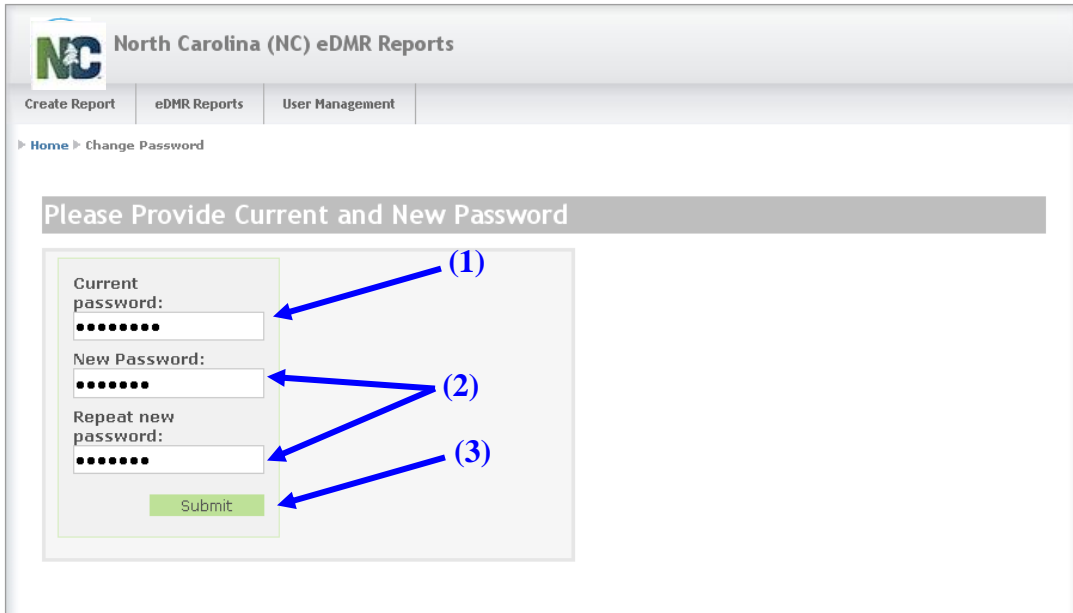 NC
North Carolina (NC) eDMR Reports
Create Report eDMR Reports User Management
Home Change Password
Please Provide Current and New Password
(1)
Current
password:
••••••••
New Password:
•••••••
(2)
Repeat new
password:
•••••••
(3)
Submit